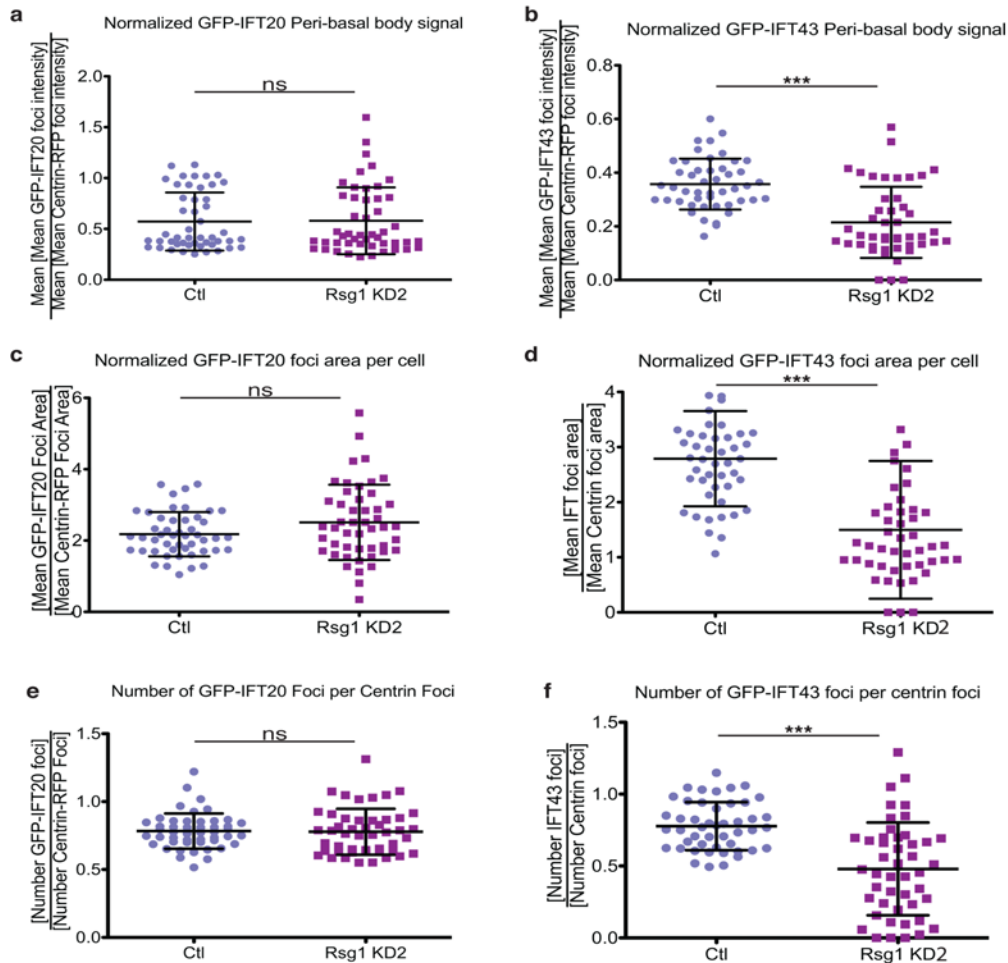 a
Normalized GFP-IFT20 Peri-basal body signal
Mean [Mean GFP-IFT20 foci intensity]
Mean [Mean Centrin-RFP foci intensity]
2.0
1.5
1.0
0.5
0.0
ns
Ctl
Rsg1 KD2
b
Normalized GFP-IFT43 Peri-basal body signal
Mean [Mean GFP-IFT43 foci intensity]
Mean [Mean Centrin-RFP foci intensity]
0.8
0.6
0.4
0.2
0.0
***
Ctl
Rsg1 KD2
c
Normalized GFP-IFT20 foci area per cell
[Mean GFP-IFT20 Foci Area]
[Mean Centrin-RFP Foci Area]
6
4
2
0
ns
Ctl
Rsg1 KD2
d
Normalized GFP-IFT43 foci area per cell
[Mean IFT foci area]
[Mean Centrin foci area]
4
3
2
1
0
***
Ctl
Rsg1 KD2
e
Number of GFP-IFT20 Foci per Centrin Foci
[Number GFP-IFT20 foci]
[Number Centrin-RFP Foci]
1.5
1.0
0.5
0.0
ns
Ctl
Rsg1 KD2
f
Number of GFP-IFT43 foci per centrin foci
[Number IFT43 foci]
[Number Centrin foci]
1.5
1.0
0.5
0.0
***
Ctl
Rsg1 KD2